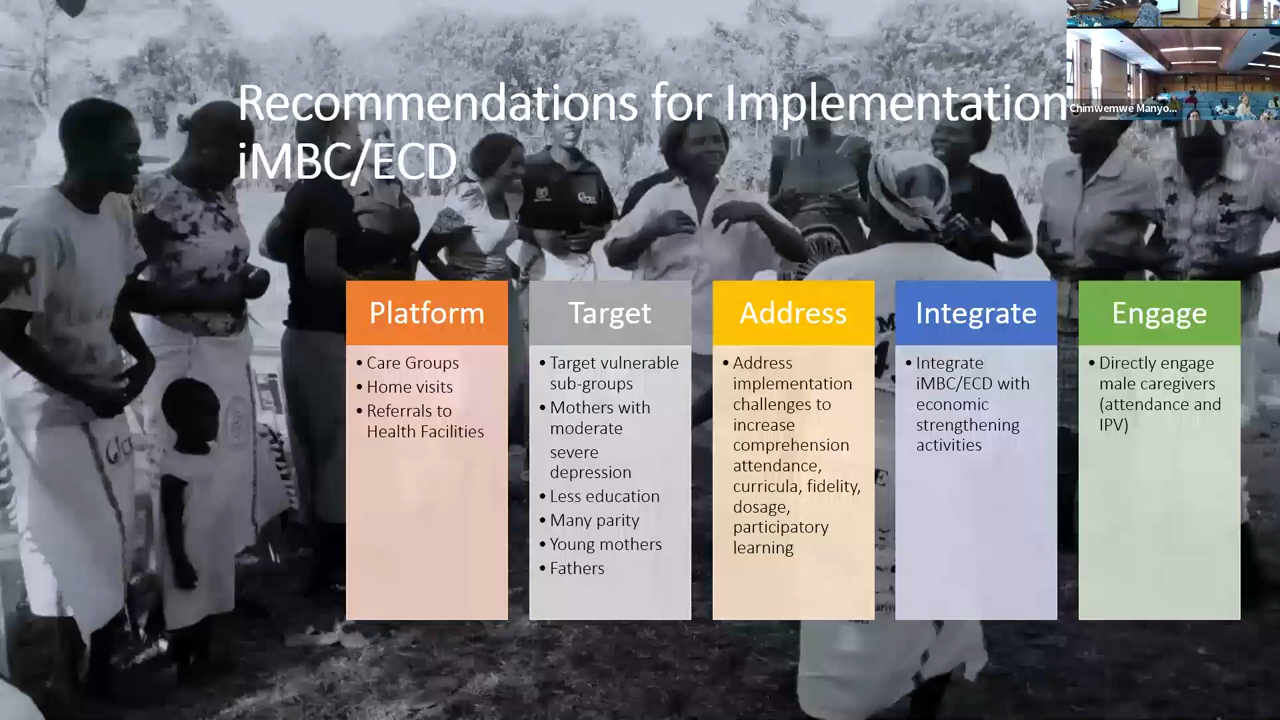 Recommendations for Implementation
iMBC/ECD
Chimwemwe Manyo...
Platform
• Care Groups
• Home visits
• Referrals to
Health Facilities
Target
• Target vulnerable
sub-groups
• Mothers with
moderate
severe
depression
• Less education
• Many parity
• Young mothers
• Fathers
Address
• Address
implementation
challenges to
increase
comprehension
attendance,
curricula, fidelity,
dosage,
participatory
learning
Integrate
• Integrate
iMBC/ECD with
economic
strengthening
activities
Engage
• Directly engage
male caregivers
(attendance and
IPV)